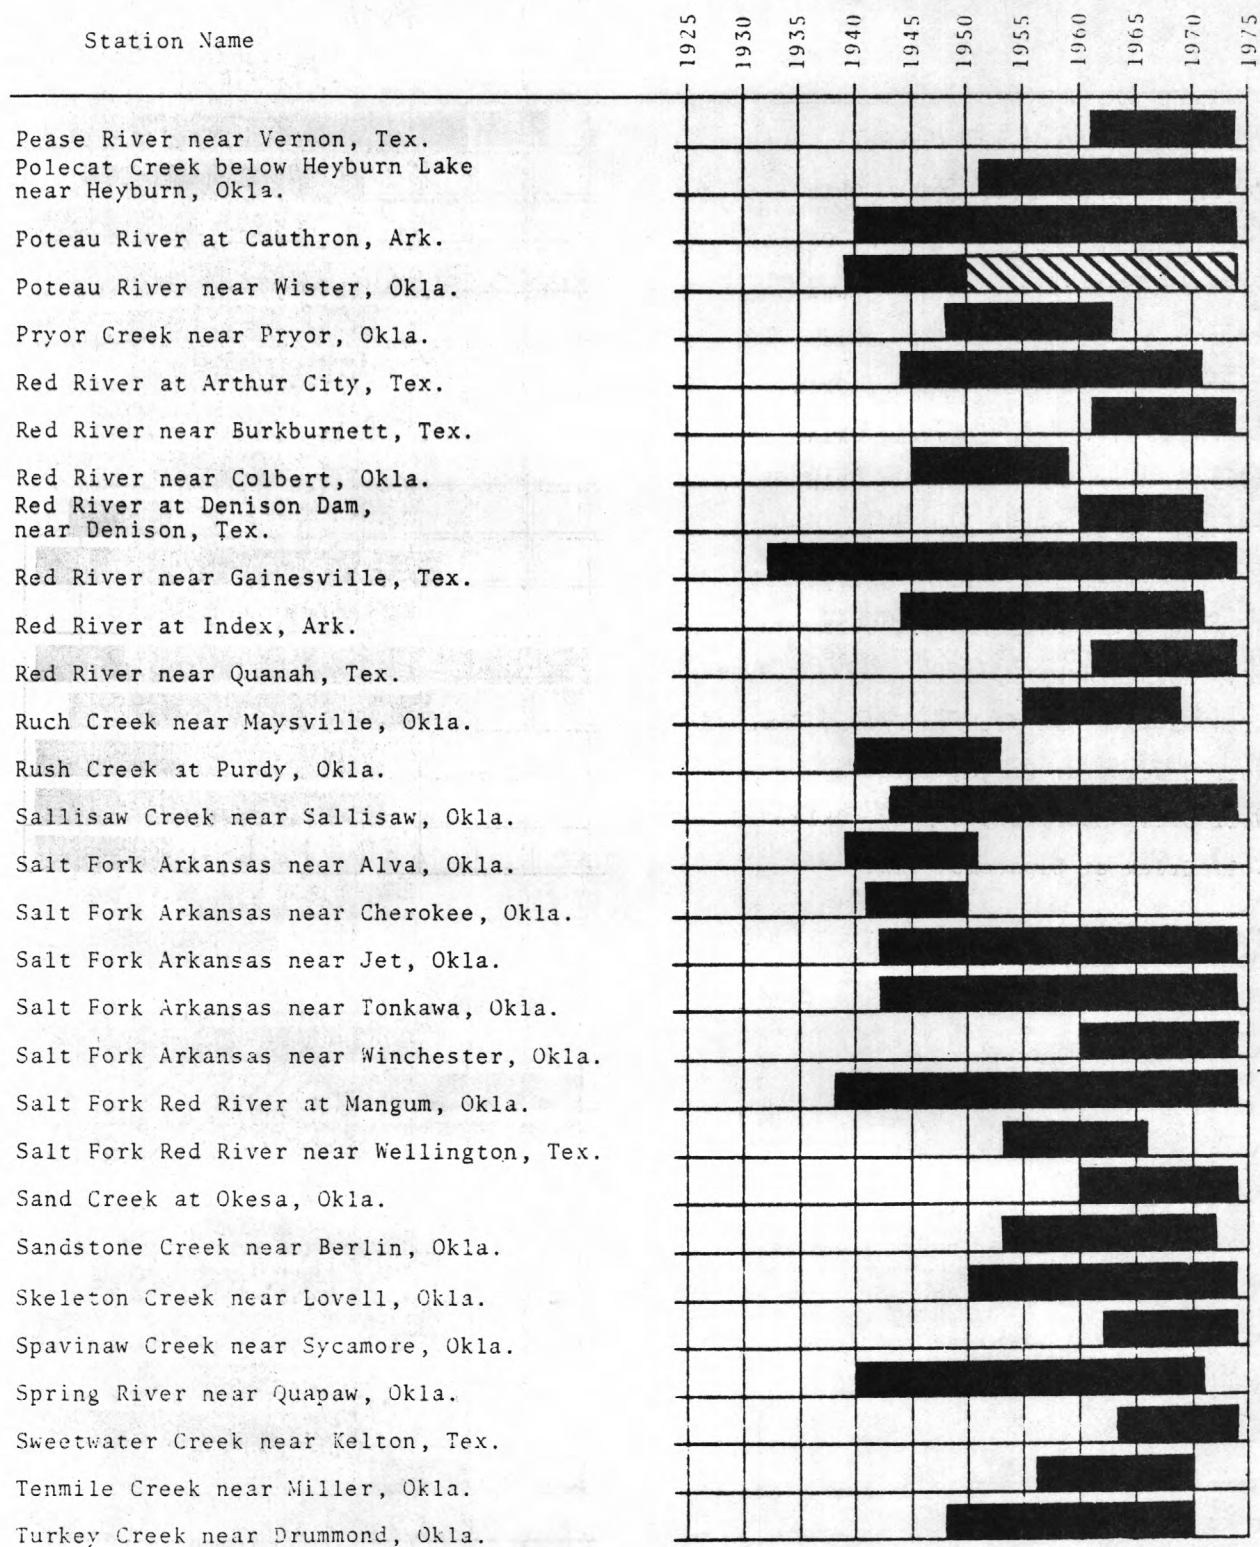 Station Name
1925 1930 1935 1940 1945 1950 1955 1960 1965 1970 1975
Pease River near Vernon, Tex.
Polecat Creek below Heyburn Lake
near Heyburn, Okla.
Poteau River at Cauthron, Ark.
Poteau River near Wister, Okla.
Pryor Creek near Pryor, Okla.
Red River at Arthur City, Tex.
Red River near Burkburnett, Tex.
Red River near Colbert, Okla.
Red River at Denison Dam,
near Denison, Tex.
Red River near Gainesville, Tex.
Red River at Index, Ark.
Red River near Quanah, Tex.
Ruch Creek near Maysville, Okla.
Rush Creek at Purdy, Okla.
Sallisaw Creek near Sallisaw, Okla.
Salt Fork Arkansas near Alva, Okla.
Salt Fork Arkansas near Cherokee, Okla.
Salt Fork Arkansas near Jet, Okla.
Salt Fork Arkansas near Tonkawa, Okla.
Salt Fork Arkansas near Winchester, Okla.
Salt Fork Red River at Mangum, Okla.
Salt Fork Red River near Wellington, Tex.
Sand Creek at Okesa, Okla.
Sandstone Creek near Berlin, Okla.
Skeleton Creek near Lovell, Okla.
Spavinaw Creek near Sycamore, Okla.
Spring River near Quapaw, Okla.
Sweetwater Creek near Kelton, Tex.
Tenmile Creek near Miller, Okla.
Turkey Creek near Drummond, Okla.